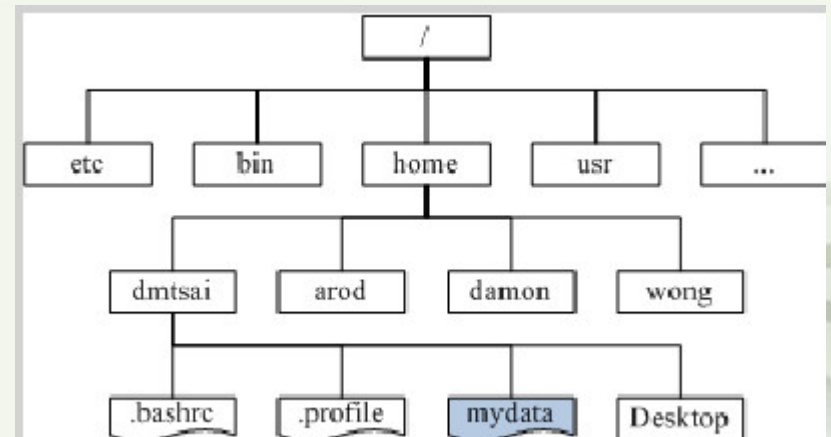 /
etc bin home usr ...
dmtsai arod damon wong
.bashrc .profile mydata Desktop